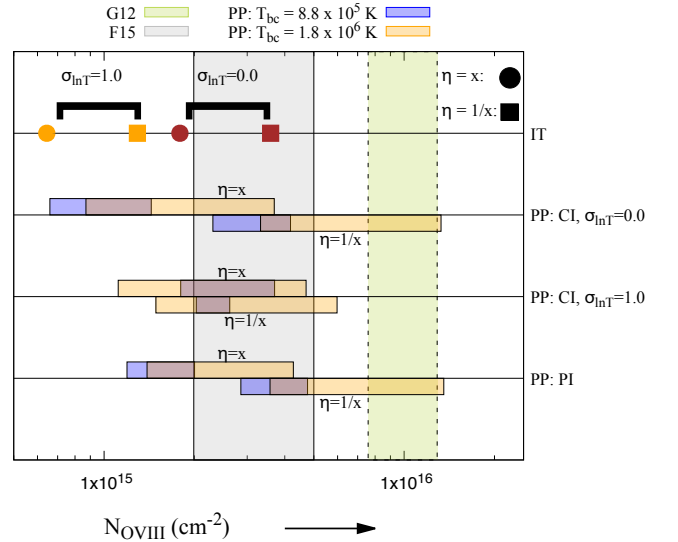 G12 PP: T_bc = 8.8 x 10^5 K
F15 PP: T_bc = 1.8 x 10^6 K
σ_lnT=1.0 σ_lnT=0.0 η = x:
η = 1/x:
IT
η=x
PP: CI, σ_lnT=0.0
η=1/x
PP: CI, σ_lnT=1.0
η=x
η=1/x
η=x
PP: PI
η=1/x
1x10^15 1x10^16
N_OVIII (cm^-2)